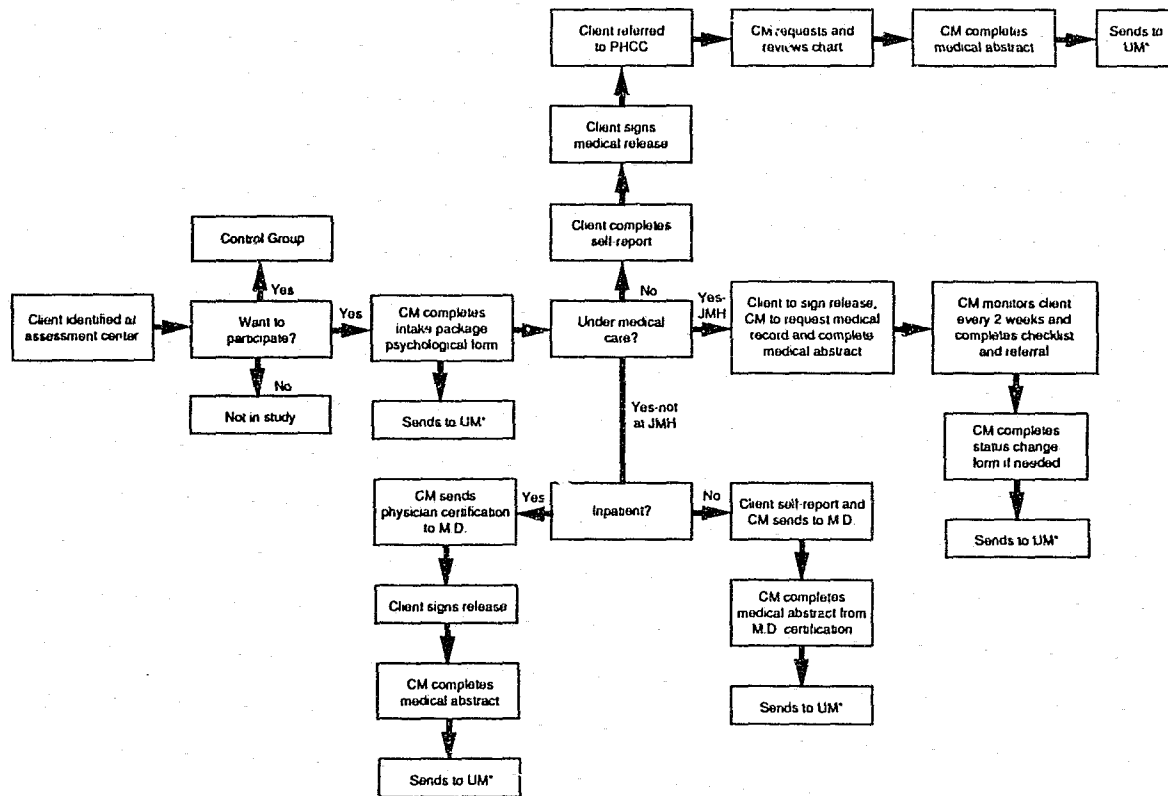 Client referred
to PHCC
CM requests and
reviews chart
CM completes
medical abstract
Sends to
UM*
Client signs
medical release
Client completes
self-report
Control Group
Yes
No
Yes-
JMH
Client identified at
assessment center
Want to
participate?
Yes
CM completes
intake package
psychological form
Under medical
care?
Client to sign release,
CM to request medical
record and complete
medical abstract
CM monitors client
every 2 weeks and
completes checklist
and referral
No
Not in study
Sends to UM*
Yes-not
at JMH
CM completes
status change
form if needed
CM sends
physician certification
to M.D.
Yes
Inpatient?
No
Client self-report and
CM sends to M.D.
Sends to UM*
Client signs release
CM completes
medical abstract from
M.D. certification
CM completes
medical abstract
Sends to UM*
Sends to UM*